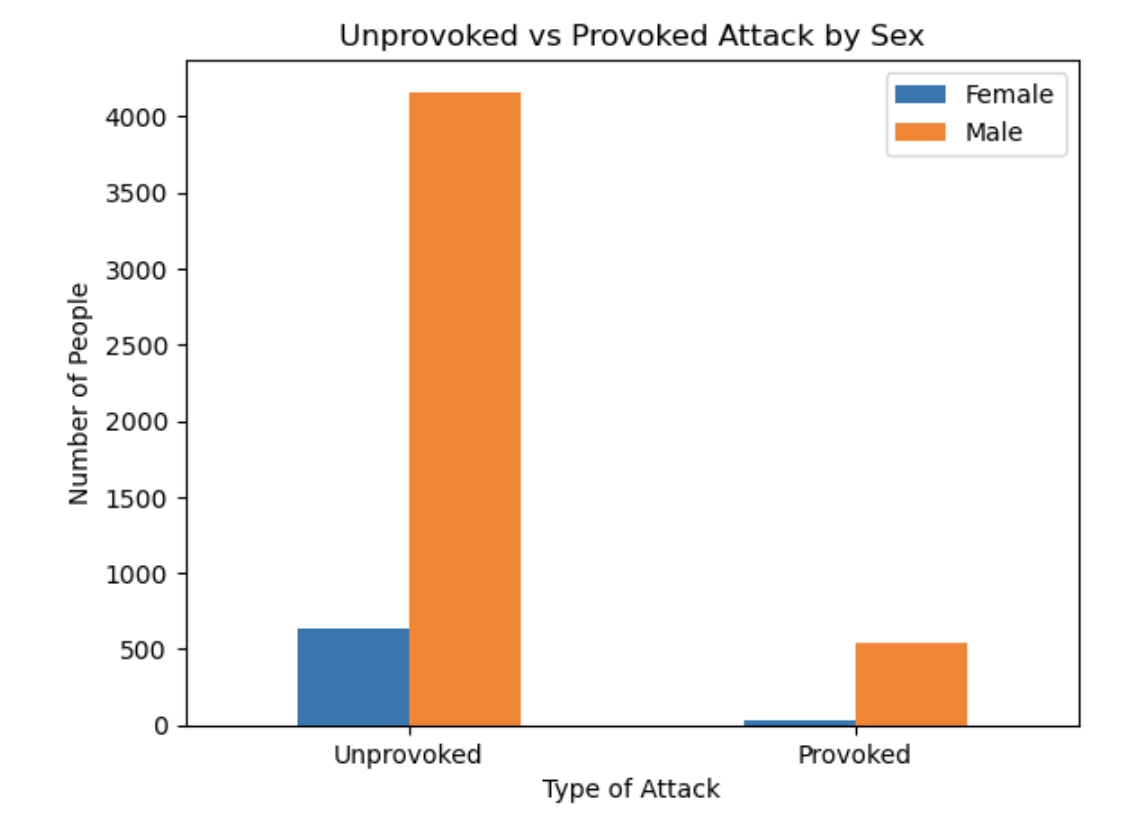 Unprovoked vs Provoked Attack by Sex
Female
Male
4000
3500
3000
2500
2000
1500
1000
500
0
Number of People
Unprovoked
Provoked
Type of Attack